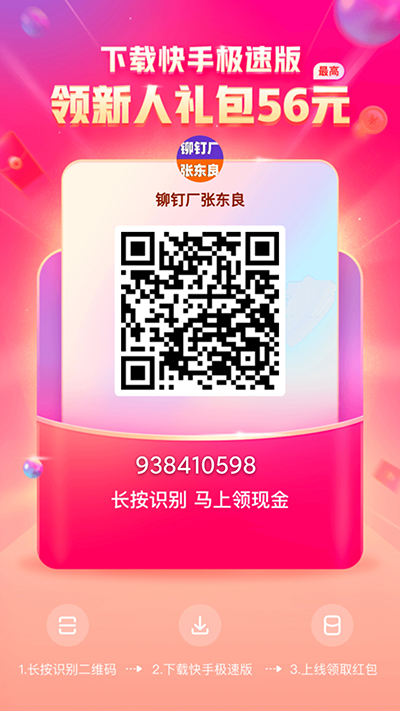 下载快手极速版
最高
领新人礼包56元
铆钉厂
张东良
铆钉厂张东良
938410598
长按识别 马上领现金
1.长按识别二维码
2.下载快手极速版
3.上线领取红包